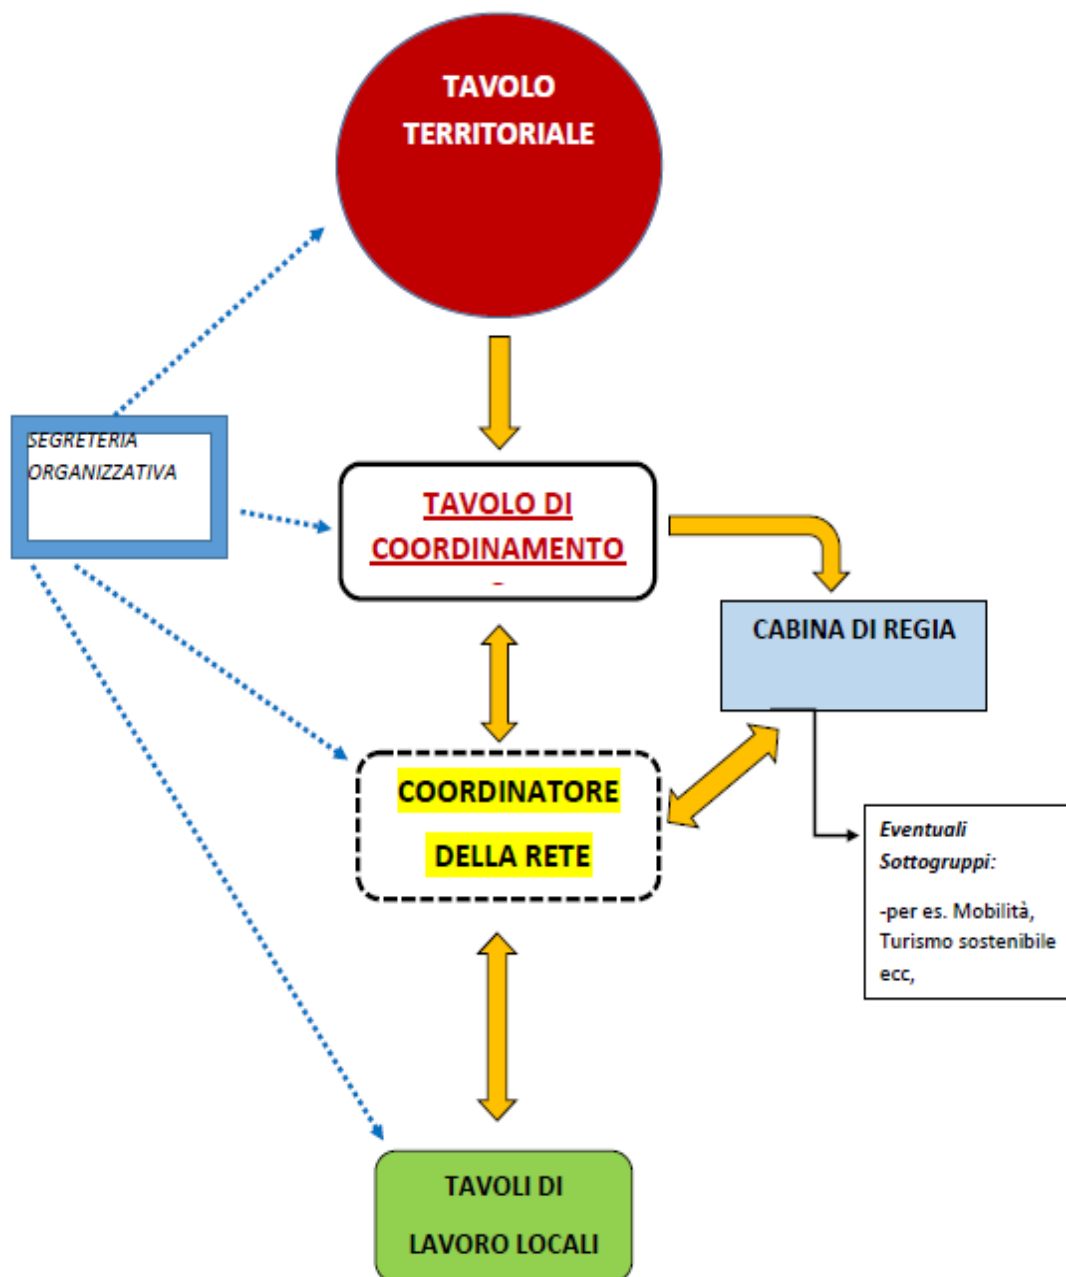 TAVOLO
TERRITORIALE
SEGRETERIA
ORGANIZZATIVA
TAVOLO DI
COORDINAMENTO
CABINA DI REGIA
COORDINATORE
DELLA RETE
Eventuali
Sottogruppi:
-per es. Mobilità,
Turismo sostenibile
ecc,
TAVOLI DI
LAVORO LOCALI